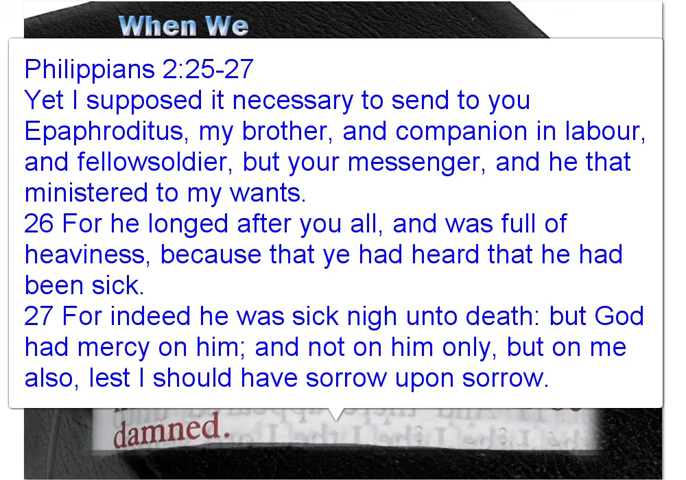 When We
Philippians 2:25-27
Yet I supposed it necessary to send to you
Epaphroditus, my brother, and companion in labour,
and fellowsoldier, but your messenger, and he that
ministered to my wants.
26 For he longed after you all, and was full of
heaviness, because that ye had heard that he had
been sick.
27 For indeed he was sick nigh unto death: but God
had mercy on him; and not on him only, but on me
also, lest I should have sorrow upon sorrow.
damned.